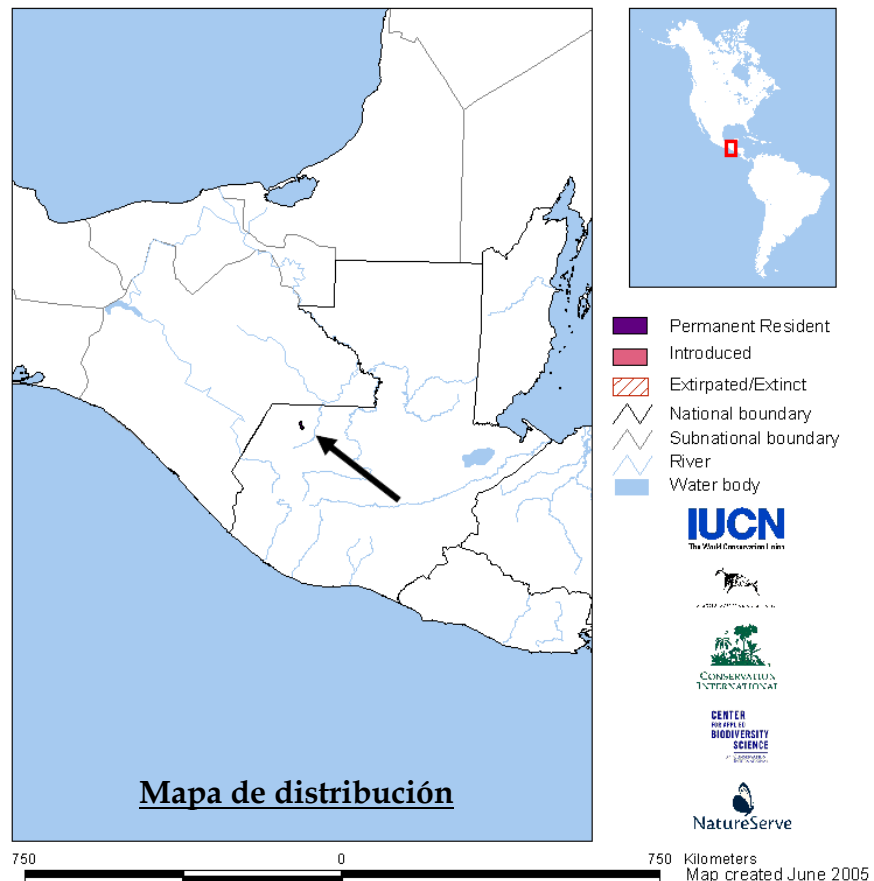 Permanent Resident
Introduced
Extirpated/Extinct
National boundary
Subnational boundary
River
Water body
IUCN
The World Conservation Union
CONSERVATION
INTERNATIONAL
CENTER
FOR APPLIED
BIODIVERSITY
SCIENCE
NatureServe
Mapa de distribución
750 0 750 Kilometers
Map created June 2005